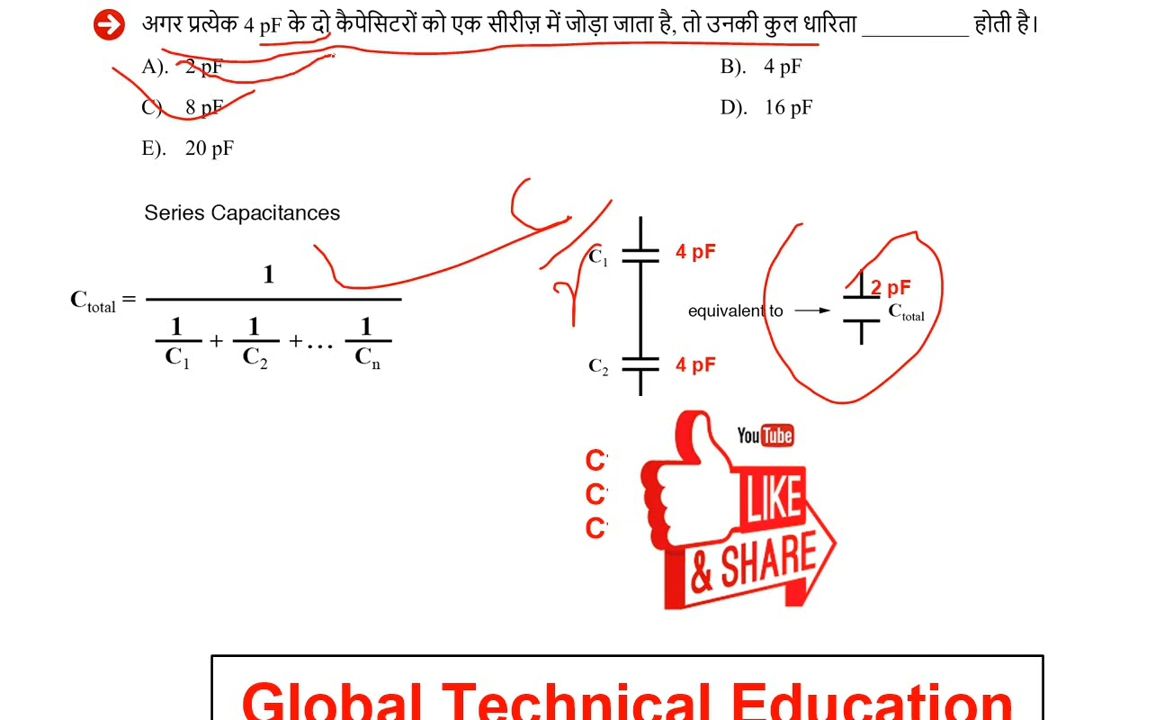 अगर प्रत्येक 4 pF के दो कैपेसिटरों को एक सीरीज़ में जोड़ा जाता है, तो उनकी कुल धारिता __________ होती है।
A). 2 pF B). 4 pF
C) 8 pF D). 16 pF
E). 20 pF
Series Capacitances
C total = 1 / (1/C1 + 1/C2 + ... 1/Cn)
C1 4 pF
equivalent to
2 pF
C total
C2 4 pF
YouTube
LIKE
& SHARE
C
C
C
Global Technical Education